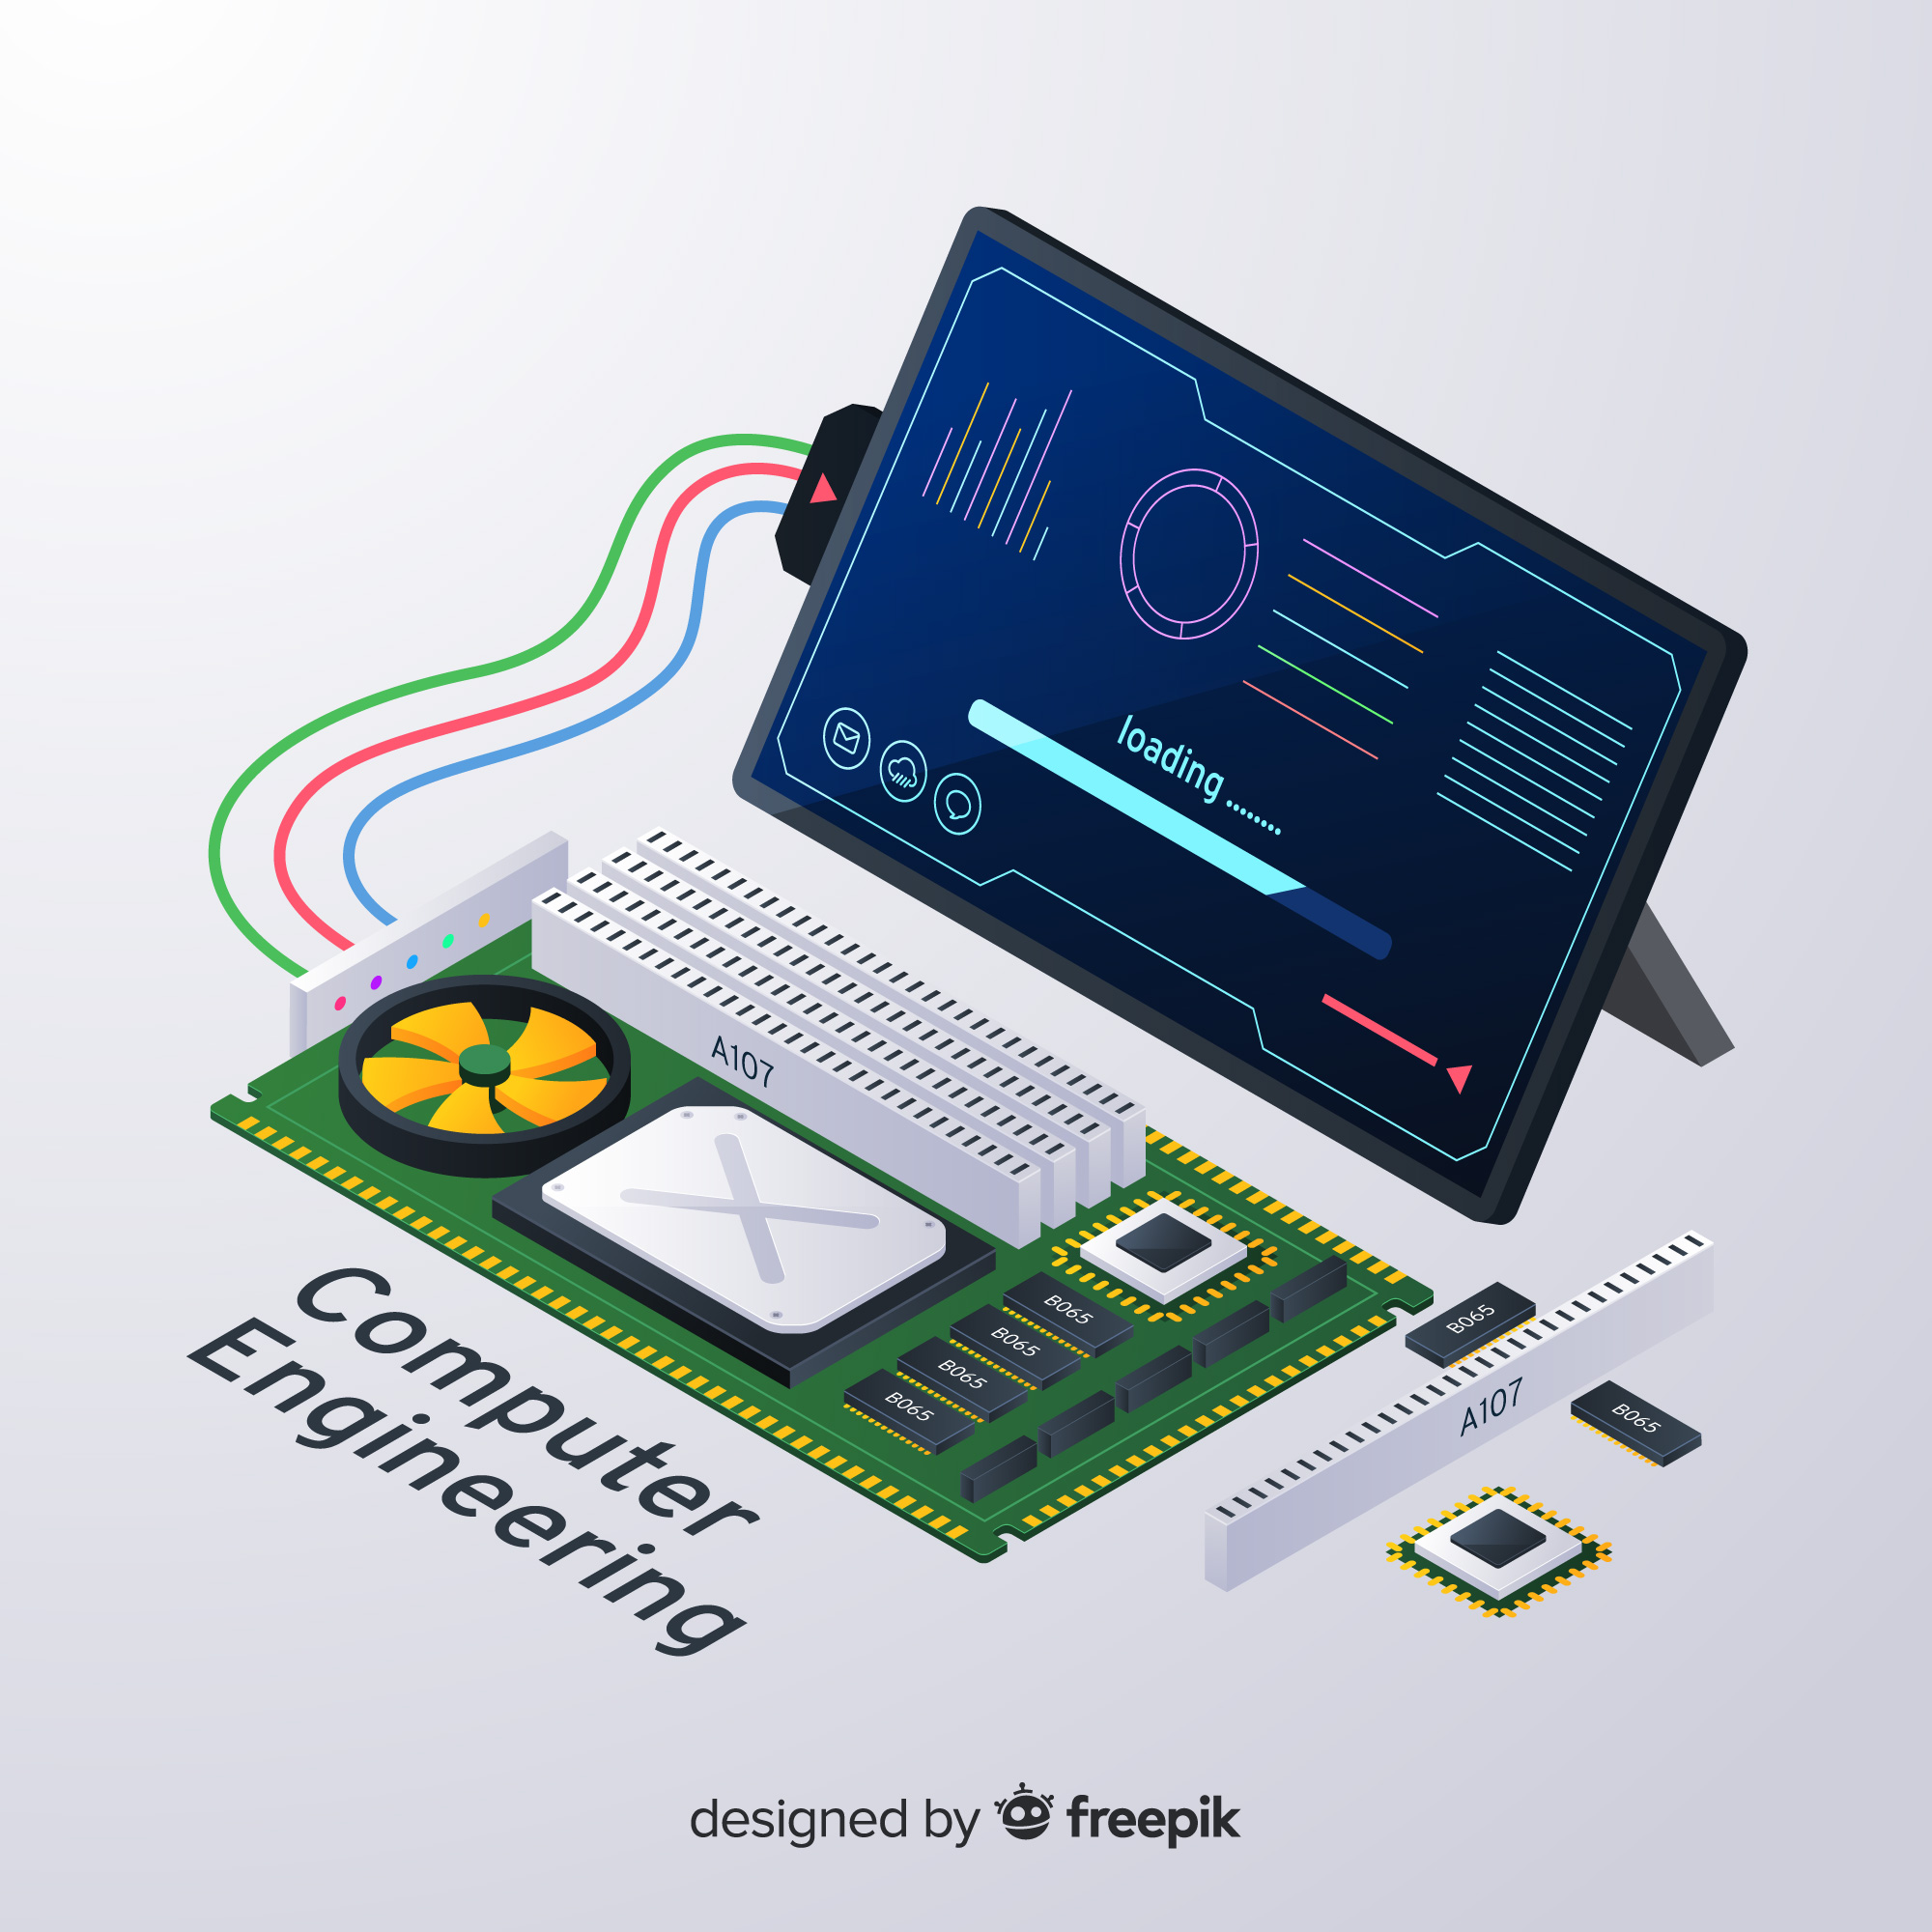 loading ........
A107
B065
B065
B065
B065
B065
A107
B065
Computer
Engineering
designed by freepik